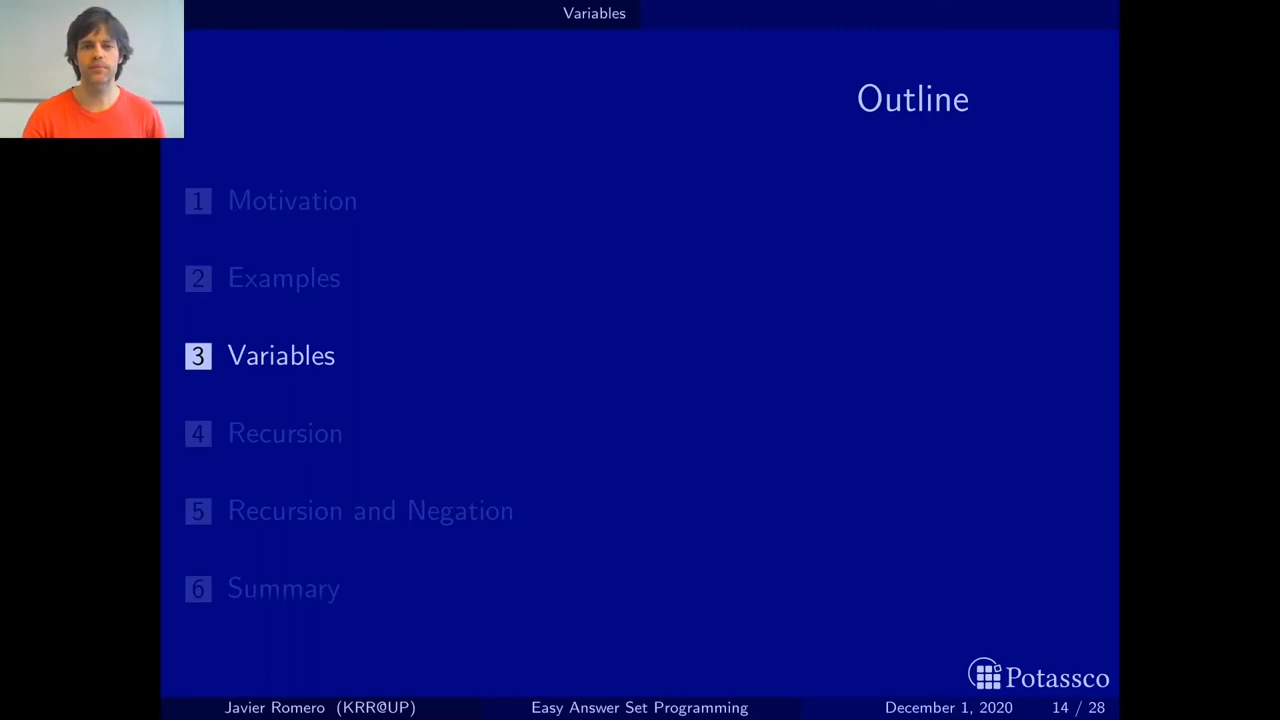 Variables
Outline
1 Motivation
2 Examples
3 Variables
4 Recursion
5 Recursion and Negation
6 Summary
Potassco
Javier Romero (KRR@UP) Easy Answer Set Programming December 1, 2020 14 / 28